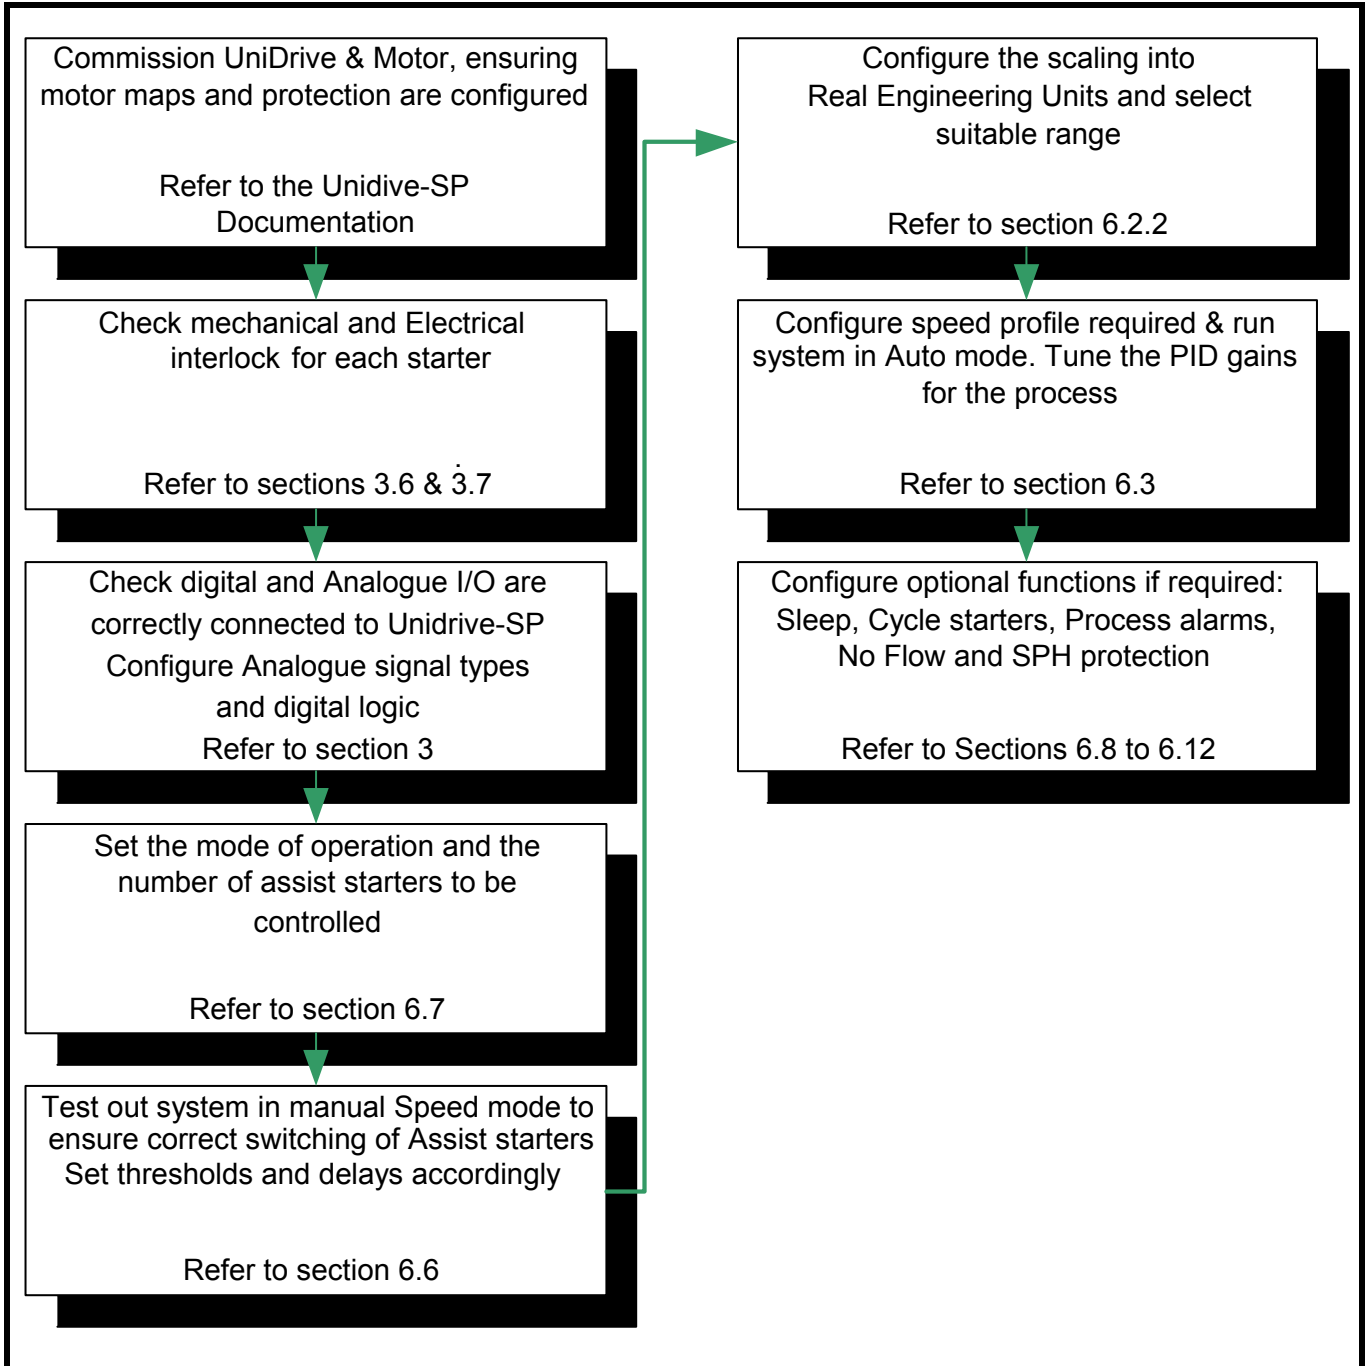 Commission UniDrive & Motor, ensuring
motor maps and protection are configured
Refer to the Unidive-SP
Documentation
Check mechanical and Electrical
interlock for each starter
.
Refer to sections 3.6 & 3.7
Check digital and Analogue I/O are
correctly connected to Unidrive-SP
Configure Analogue signal types
and digital logic
Refer to section 3
Set the mode of operation and the
number of assist starters to be
controlled
Refer to section 6.7
Test out system in manual Speed mode to
ensure correct switching of Assist starters
Set thresholds and delays accordingly
Refer to section 6.6
Configure the scaling into
Real Engineering Units and select
suitable range
Refer to section 6.2.2
Configure speed profile required & run
system in Auto mode. Tune the PID gains
for the process
Refer to section 6.3
Configure optional functions if required:
Sleep, Cycle starters, Process alarms,
No Flow and SPH protection
Refer to Sections 6.8 to 6.12